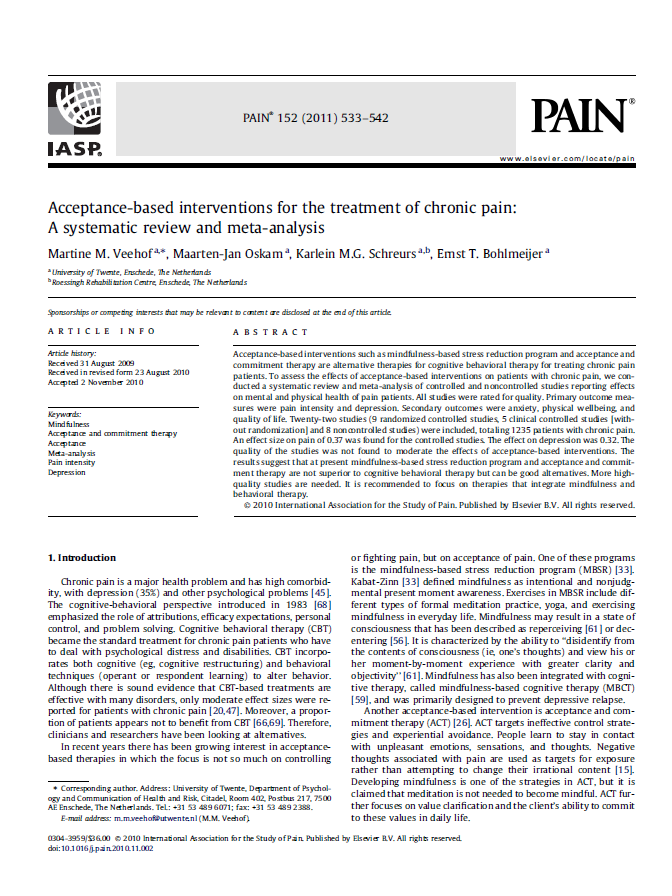 IASP®
PAIN® 152 (2011) 533–542
PAIN®
www.elsevier.com/locate/pain
Acceptance-based interventions for the treatment of chronic pain:
A systematic review and meta-analysis
Martine M. Veehof a,*, Maarten-Jan Oskam a, Karlein M.G. Schreurs a,b, Ernst T. Bohlmeijer a
a University of Twente, Enschede, The Netherlands
b Roessingh Rehabilitation Centre, Enschede, The Netherlands
Sponsorships or competing interests that may be relevant to content are disclosed at the end of this article.
ARTICLE INFO
Article history:
Received 31 August 2009
Received in revised form 23 August 2010
Accepted 2 November 2010
Keywords:
Mindfulness
Acceptance and commitment therapy
Acceptance
Meta-analysis
Pain intensity
Depression
ABSTRACT
Acceptance-based interventions such as mindfulness-based stress reduction program and acceptance and
commitment therapy are alternative therapies for cognitive behavioral therapy for treating chronic pain
patients. To assess the effects of acceptance-based interventions on patients with chronic pain, we con-
ducted a systematic review and meta-analysis of controlled and noncontrolled studies reporting effects
on mental and physical health of pain patients. All studies were rated for quality. Primary outcome mea-
sures were pain intensity and depression. Secondary outcomes were anxiety, physical wellbeing, and
quality of life. Twenty-two studies (9 randomized controlled studies, 5 clinical controlled studies [with-
out randomization] and 8 noncontrolled studies) were included, totaling 1235 patients with chronic pain.
An effect size on pain of 0.37 was found for the controlled studies. The effect on depression was 0.32. The
quality of the studies was not found to moderate the effects of acceptance-based interventions. The
results suggest that at present mindfulness-based stress reduction program and acceptance and commit-
ment therapy are not superior to cognitive behavioral therapy but can be good alternatives. More high-
quality studies are needed. It is recommended to focus on therapies that integrate mindfulness and
behavioral therapy.
© 2010 International Association for the Study of Pain. Published by Elsevier B.V. All rights reserved.
1. Introduction
Chronic pain is a major health problem and has high comorbid-
ity, with depression (35%) and other psychological problems [45].
The cognitive-behavioral perspective introduced in 1983 [68]
emphasized the role of attributions, efficacy expectations, personal
control, and problem solving. Cognitive behavioral therapy (CBT)
became the standard treatment for chronic pain patients who have
to deal with psychological distress and disabilities. CBT incorpo-
rates both cognitive (eg, cognitive restructuring) and behavioral
techniques (operant or respondent learning) to alter behavior.
Although there is sound evidence that CBT-based treatments are
effective with many disorders, only moderate effect sizes were re-
ported for patients with chronic pain [20,47]. Moreover, a propor-
tion of patients appears not to benefit from CBT [66,69]. Therefore,
clinicians and researchers have been looking at alternatives.
In recent years there has been growing interest in acceptance-
based therapies in which the focus is not so much on controlling
or fighting pain, but on acceptance of pain. One of these programs
is the mindfulness-based stress reduction program (MBSR) [33].
Kabat-Zinn [33] defined mindfulness as intentional and nonjudg-
mental present moment awareness. Exercises in MBSR include dif-
ferent types of formal meditation practice, yoga, and exercising
mindfulness in everyday life. Mindfulness may result in a state of
consciousness that has been described as reperceiving [61] or dec-
entering [56]. It is characterized by the ability to “disidentify from
the contents of consciousness (ie, one's thoughts) and view his or
her moment-by-moment experience with greater clarity and
objectivity” [61]. Mindfulness has also been integrated with cogni-
tive therapy, called mindfulness-based cognitive therapy (MBCT)
[59], and was primarily designed to prevent depressive relapse.
Another acceptance-based intervention is acceptance and com-
mitment therapy (ACT) [26]. ACT targets ineffective control strate-
gies and experiential avoidance. People learn to stay in contact
with unpleasant emotions, sensations, and thoughts. Negative
thoughts associated with pain are used as targets for exposure
rather than attempting to change their irrational content [15].
Developing mindfulness is one of the strategies in ACT, but it is
claimed that meditation is not needed to become mindful. ACT fur-
ther focuses on value clarification and the client's ability to commit
to these values in daily life.
* Corresponding author. Address: University of Twente, Department of Psychol-
ogy and Communication of Health and Risk, Citadel, Room 402, Postbus 217, 7500
AE Enschede, The Netherlands. Tel.: +31 53 489 6071; fax: +31 53 489 2388.
E-mail address: m.m.veehof@utwente.nl (M.M. Veehof).
0304-3959/$36.00 © 2010 International Association for the Study of Pain. Published by Elsevier B.V. All rights reserved.
doi:10.1016/j.pain.2010.11.002